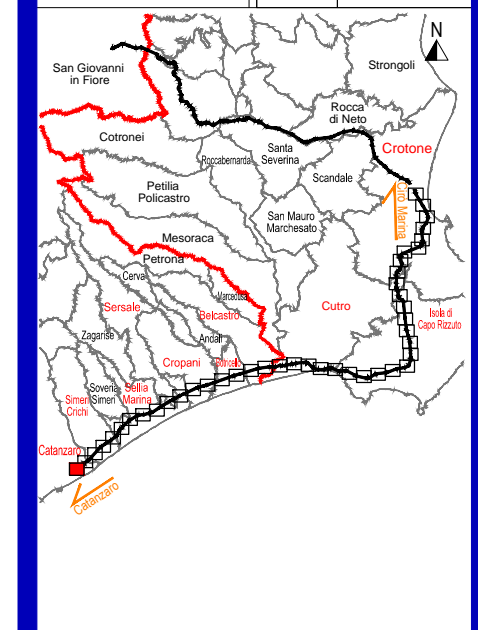 N
Strongoli
San Giovanni
in Fiore
Rocca
di Neto
Cotronei
Crotone
Santa
Severina
Roccabernarda
Scandale
Petilia
Policastro
Cirò Marina
San Mauro
Marchesato
Mesoraca
Petrona
Cerva
Marcedusa
Sersale
Belcastro
Cutro
Isola di
Capo Rizzuto
Zagarise
Andali
Cropani
Botricello
Soveria
Simeri
Sellia
Marina
Simeri
Crichi
Catanzaro
Catanzaro